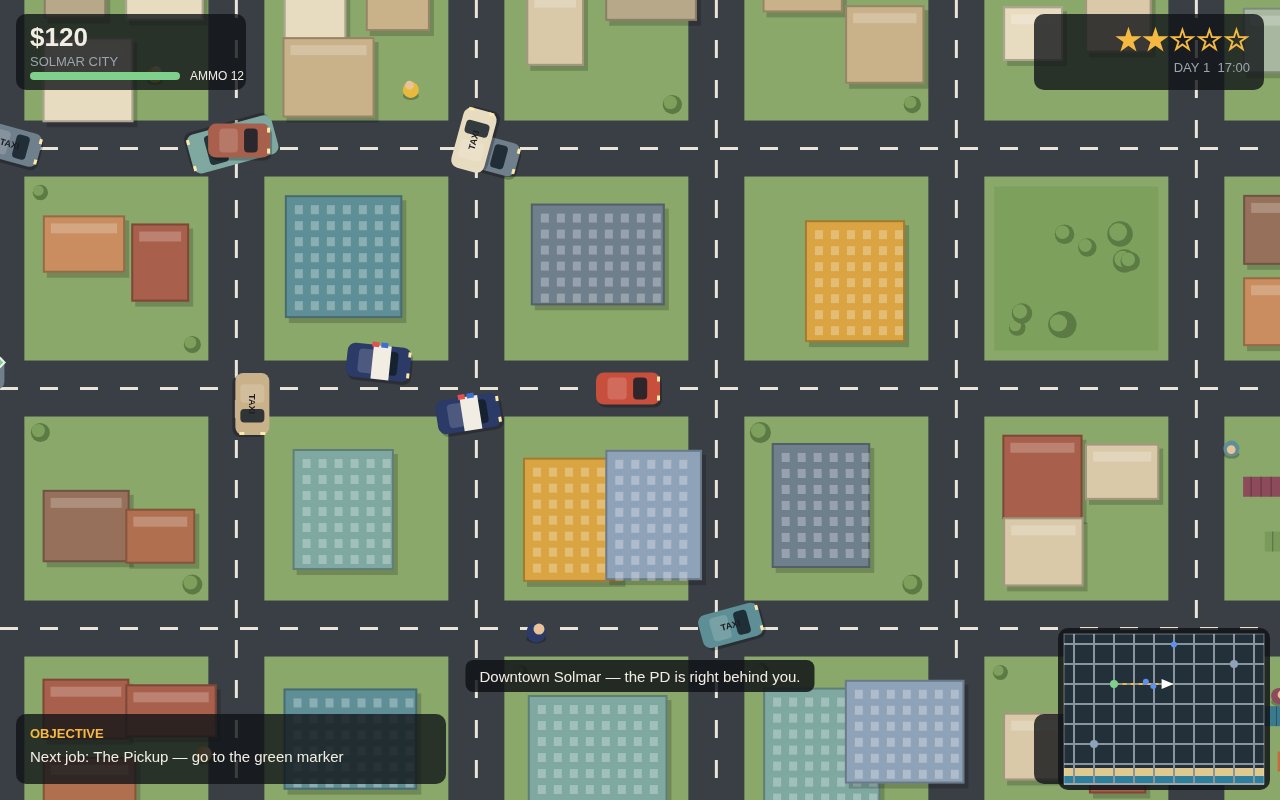 $120
SOLMAR CITY
AMMO 12
DAY 1 17:00
TAXI
TAXI
TAXI
TAXI
Downtown Solmar — the PD is right behind you.
OBJECTIVE
Next job: The Pickup — go to the green marker